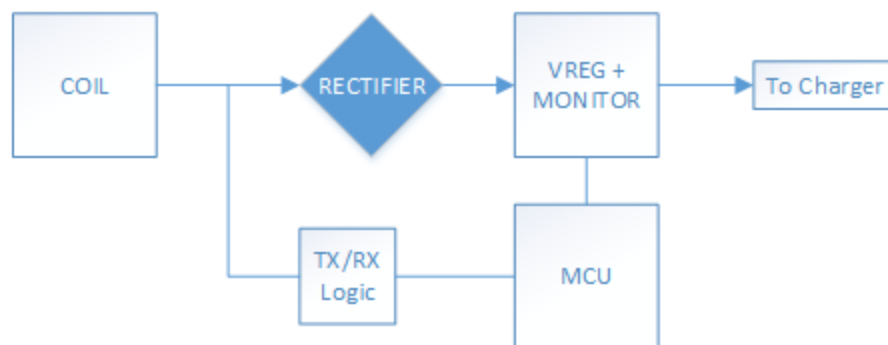 COIL
RECTIFIER
VREG +
MONITOR
To Charger
TX/RX
Logic
MCU